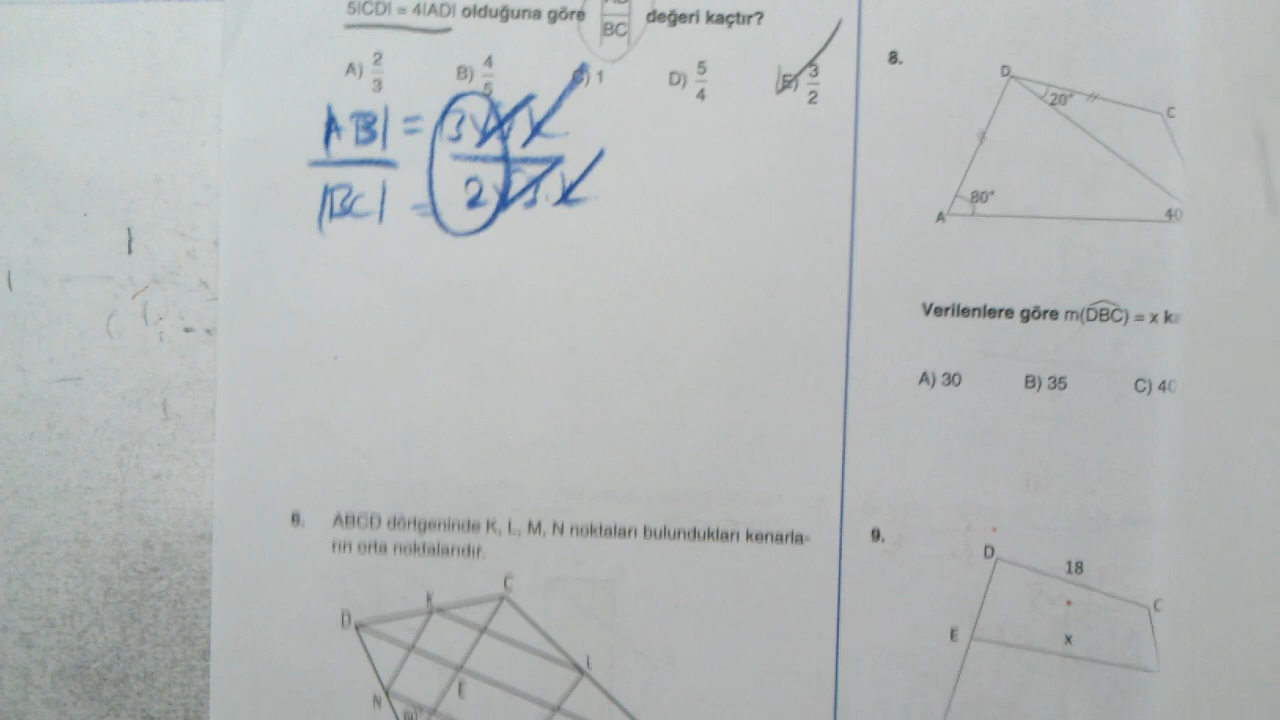 5|CD| = 4|AD| olduğuna göre |BC| değeri kaçtır?
A) 2/3 B) 4/5 C) 1 D) 5/4 E) 3/2
|AB| =
|BC| =
6. ABCD dörtgeninde K, L, M, N noktaları bulundukları kenarla-
rın orta noktalarıdır.
D K C
L
N
8.
D
20°
C
80°
A
40
Verilenlere göre m(DBC) = x
A) 30 B) 35 C) 40
9.
D
18
C
E
x